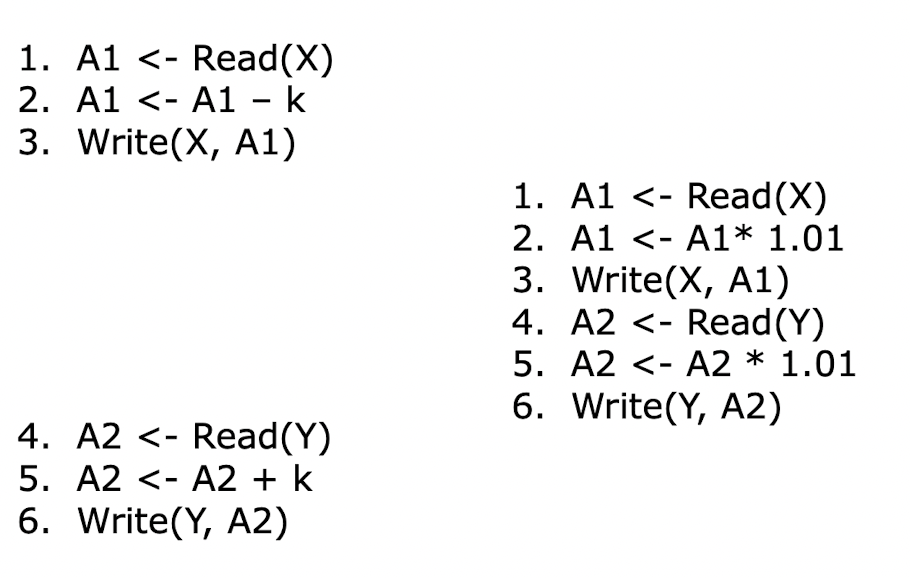 1. A1 <- Read(X)
2. A1 <- A1 – k
3. Write(X, A1)
1. A1 <- Read(X)
2. A1 <- A1* 1.01
3. Write(X, A1)
4. A2 <- Read(Y)
5. A2 <- A2 * 1.01
6. Write(Y, A2)
4. A2 <- Read(Y)
5. A2 <- A2 + k
6. Write(Y, A2)